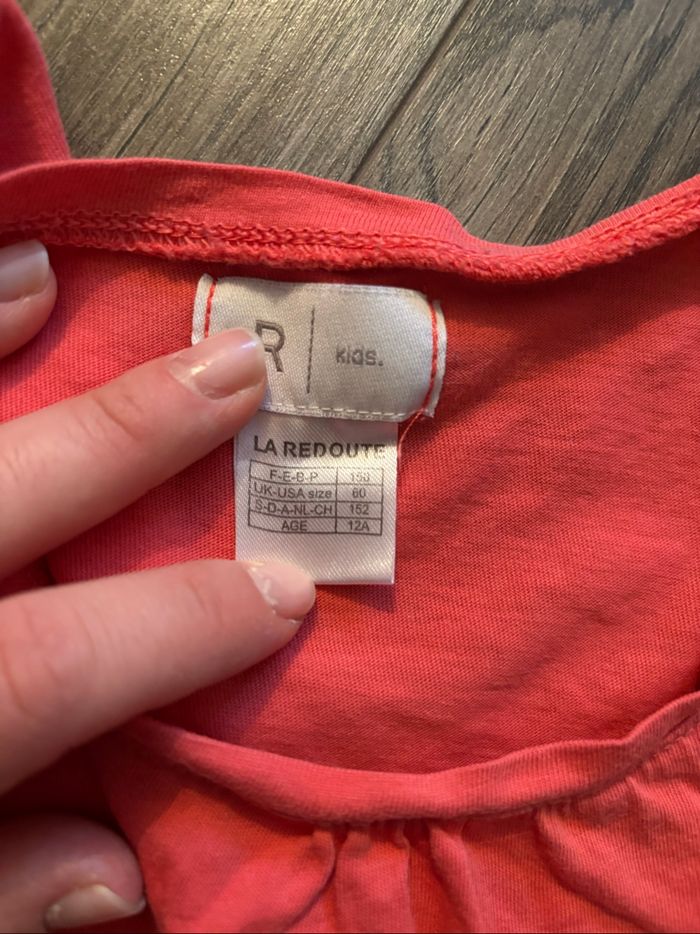 R kids.
LA REDOUTE
F-E-B-P 150
UK-USA size 60
S-D-A-NL-CH 152
AGE 12A